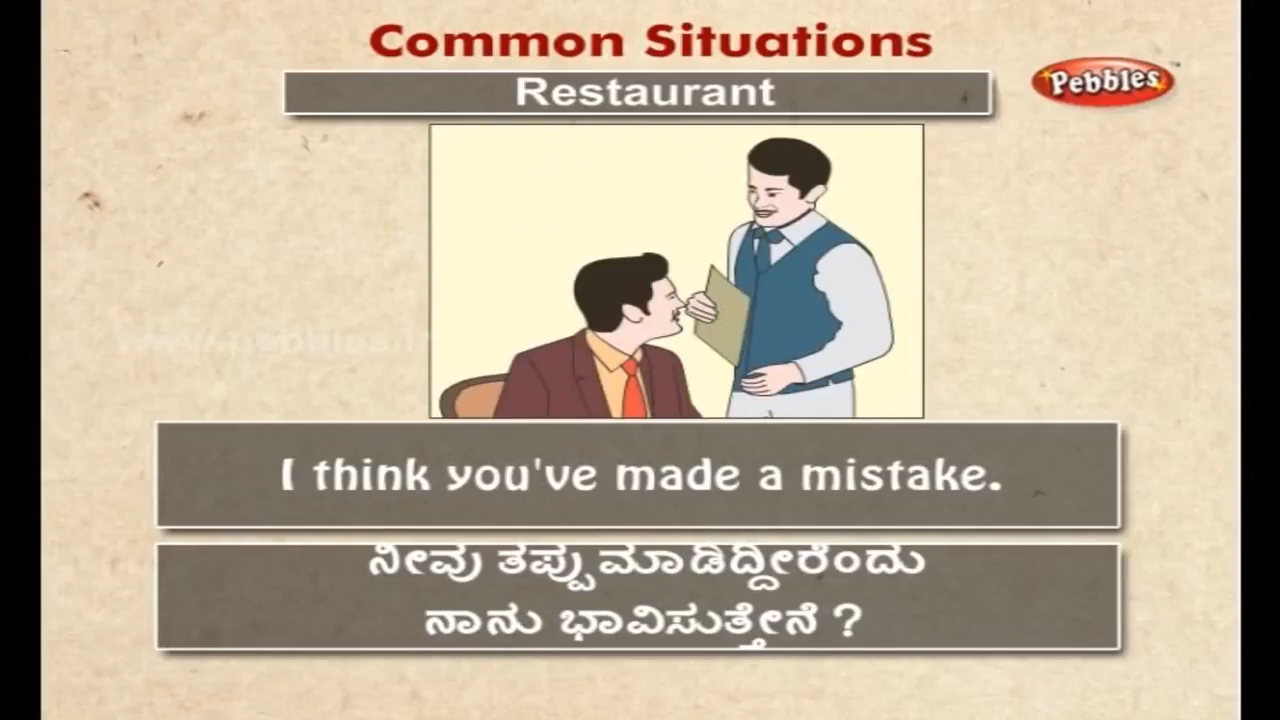 Common Situations
Restaurant
Pebbles
I think you've made a mistake.
ನೀವು ತಪ್ಪುಮಾಡಿದ್ದೀರೆಂದು
ನಾನು ಭಾವಿಸುತ್ತೇನೆ ?